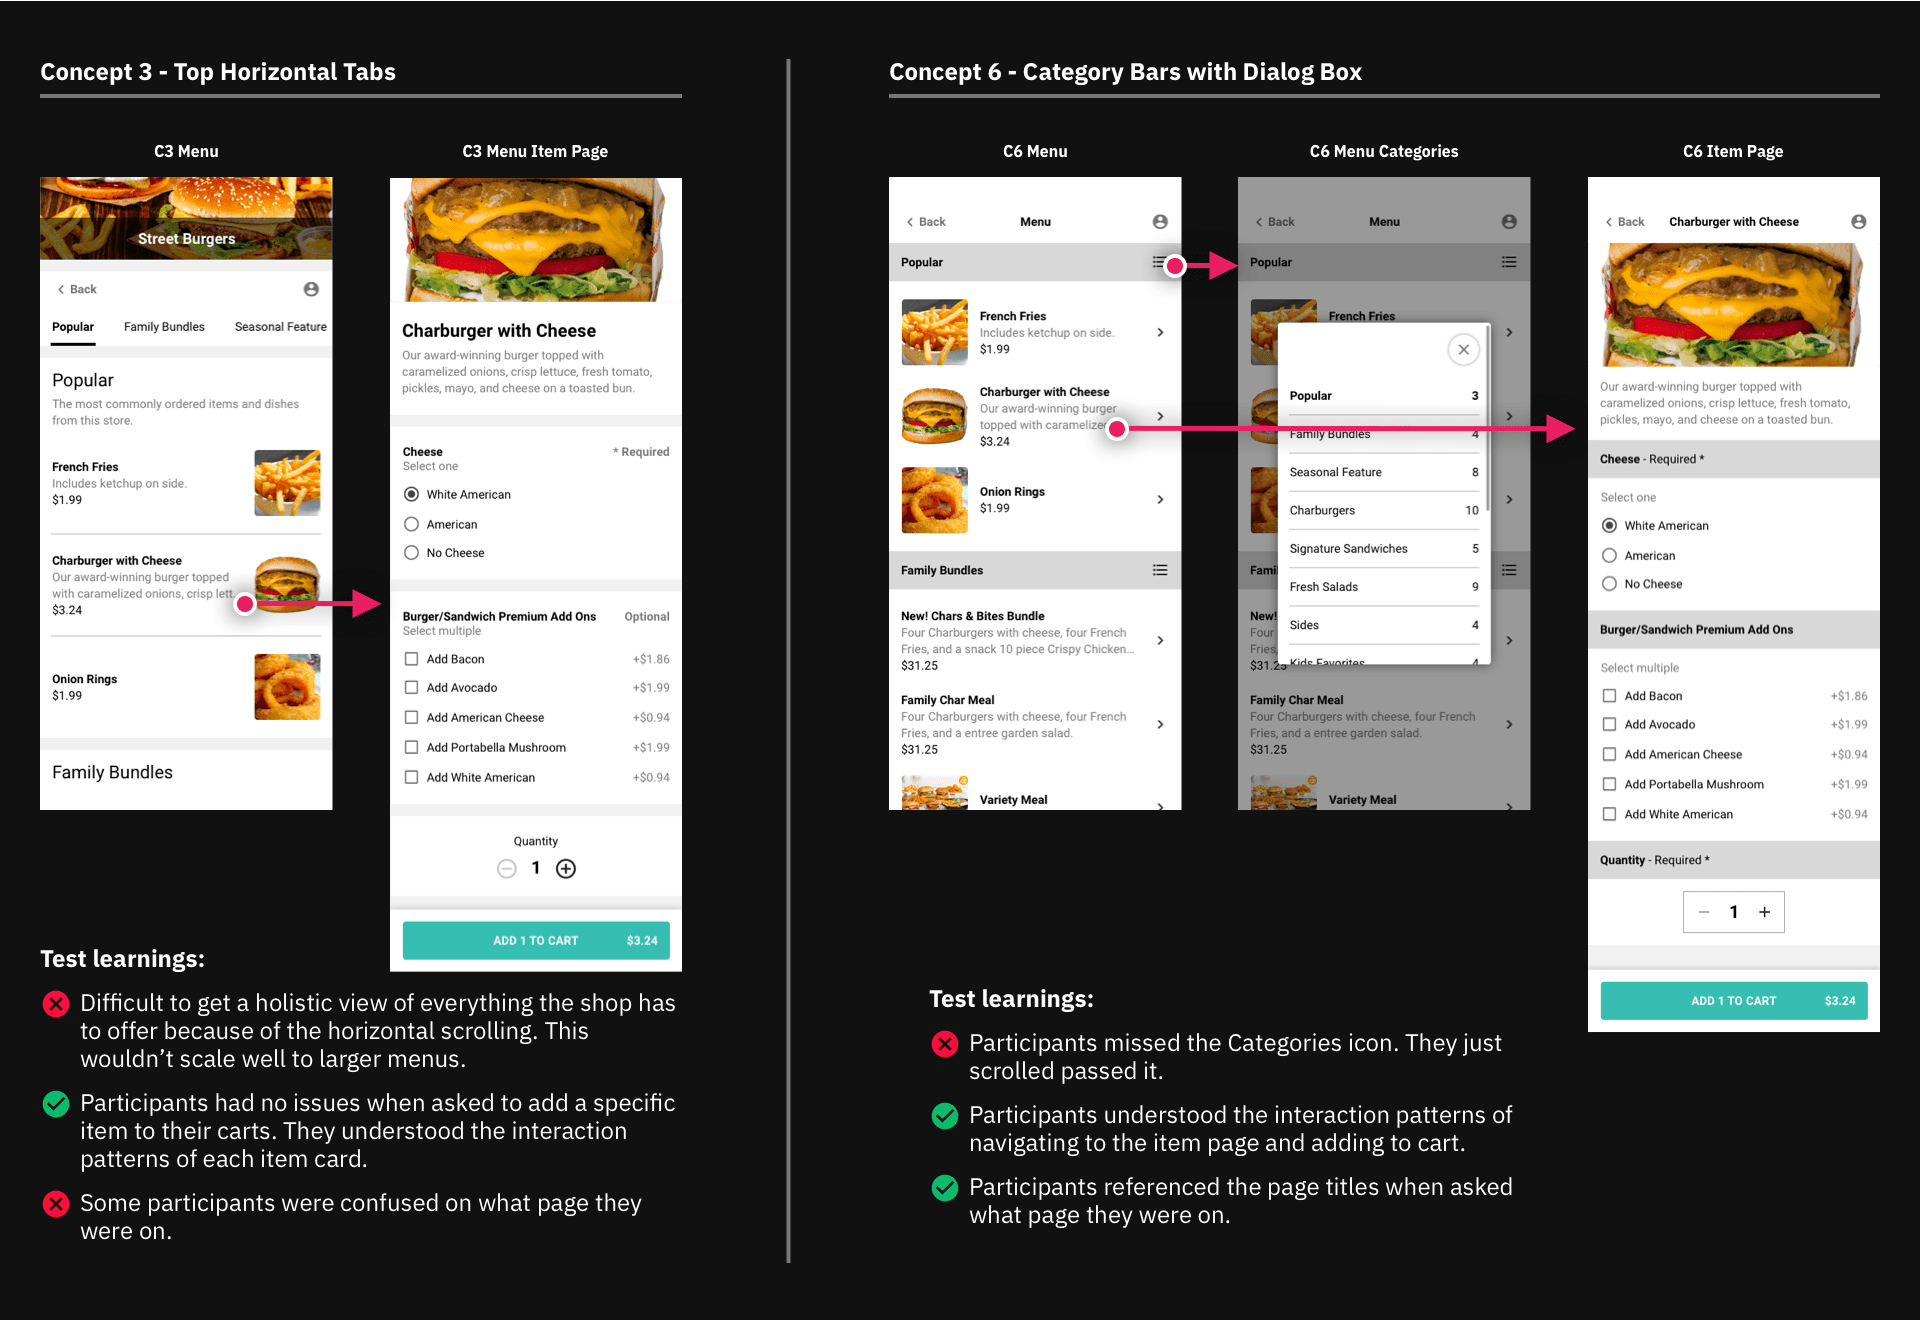 Concept 3 - Top Horizontal Tabs
C3 Menu
Street Burgers
Back
Popular Family Bundles Seasonal Feature
Popular
The most commonly ordered items and dishes
from this store.
French Fries
Includes ketchup on side.
$1.99
Charburger with Cheese
Our award-winning burger topped
with caramelized onions, crisp lett...
$3.24
Onion Rings
$1.99
Family Bundles
C3 Menu Item Page
Charburger with Cheese
Our award-winning burger topped with
caramelized onions, crisp lettuce, fresh tomato,
pickles, mayo, and cheese on a toasted bun.
Cheese * Required
Select one
White American
American
No Cheese
Burger/Sandwich Premium Add Ons Optional
Select multiple
Add Bacon +$1.86
Add Avocado +$1.99
Add American Cheese +$0.94
Add Portabella Mushroom +$1.99
Add White American +$0.94
Quantity
1
ADD 1 TO CART $3.24
Test learnings:
Difficult to get a holistic view of everything the shop has
to offer because of the horizontal scrolling. This
wouldn't scale well to larger menus.
Participants had no issues when asked to add a specific
item to their carts. They understood the interaction
patterns of each item card.
Some participants were confused on what page they
were on.
Concept 6 - Category Bars with Dialog Box
C6 Menu
Back Menu
Popular
French Fries
Includes ketchup on side.
$1.99
Charburger with Cheese
Our award-winning burger
topped with caramelize
$3.24
Onion Rings
$1.99
Family Bundles
New! Chars & Bites Bundle
Four Charburgers with cheese, four French
Fries, and a snack 10 piece Crispy Chicken...
$31.25
Family Char Meal
Four Charburgers with cheese, four French
Fries, and a entree garden salad.
$31.25
Variety Meal
C6 Menu Categories
Back Menu
Popular
French Fries
Popular 3
Family Bundles 4
Seasonal Feature 8
Charburgers 10
Signature Sandwiches 5
Fresh Salads 9
Sides 4
Kids Favorites 4
Fami
New!
Four
Fries,
$31.25
Family Char Meal
Four Charburgers with cheese, four French
Fries, and a entree garden salad.
$31.25
Variety Meal
C6 Item Page
Back Charburger with Cheese
Our award-winning burger topped with
caramelized onions, crisp lettuce, fresh tomato,
pickles, mayo, and cheese on a toasted bun.
Cheese - Required *
Select one
White American
American
No Cheese
Burger/Sandwich Premium Add Ons
Select multiple
Add Bacon +$1.86
Add Avocado +$1.99
Add American Cheese +$0.94
Add Portabella Mushroom +$1.99
Add White American +$0.94
Quantity - Required *
1
ADD 1 TO CART $3.24
Test learnings:
Participants missed the Categories icon. They just
scrolled passed it.
Participants understood the interaction patterns of
navigating to the item page and adding to cart.
Participants referenced the page titles when asked
what page they were on.